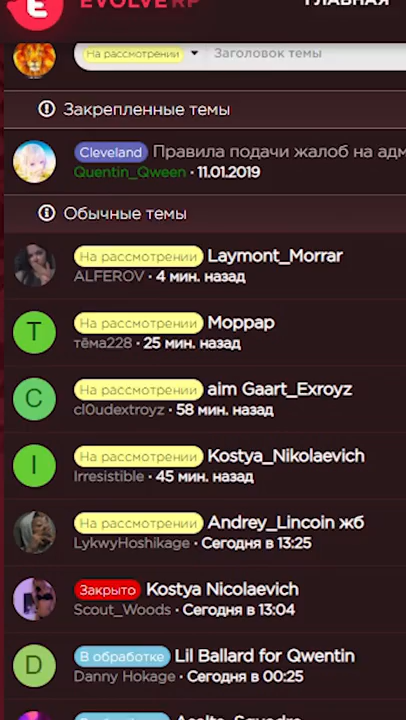 EVOLVE RP
ГЛАВНАЯ
На рассмотрении Заголовок темы
Закрепленные темы
Cleveland Правила подачи жалоб на адм
Quentin_Qween · 11.01.2019
Обычные темы
На рассмотрении Laymont_Morrar
ALFEROV · 4 мин. назад
T
На рассмотрении Моррар
тёма228 · 25 мин. назад
C
На рассмотрении aim Gaart_Exroyz
cl0udextroyz · 58 мин. назад
I
На рассмотрении Kostya_Nikolaevich
Irresistible · 45 мин. назад
На рассмотрении Andrey_Lincoin жб
LykwyHoshikage · Сегодня в 13:25
Закрыто Kostya Nicolaevich
Scout_Woods · Сегодня в 13:04
D
В обработке Lil Ballard for Qwentin
Danny Hokage · Сегодня в 00:25